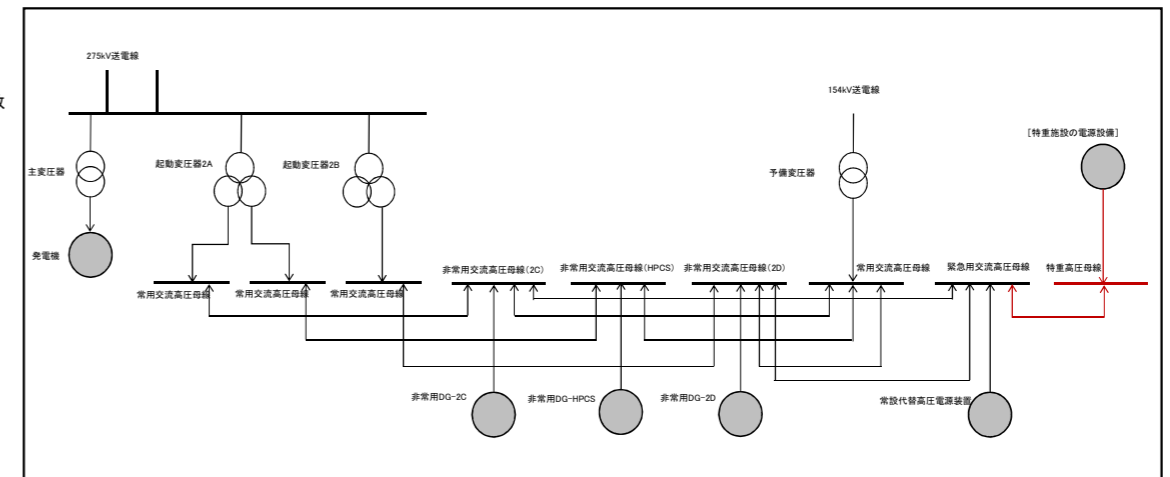 275kV送電線
154kV送電線
[特重施設の電源設備]
主変圧器
起動変圧器2A
起動変圧器2B
予備変圧器
発電機
非常用交流高圧母線(2C)
非常用交流高圧母線(HPCS)
非常用交流高圧母線(2D)
常用交流高圧母線
緊急用交流高圧母線
特重高圧母線
常用交流高圧母線
常用交流高圧母線
常用交流高圧母線
非常用DG-2C
非常用DG-HPCS
非常用DG-2D
常設代替高圧電源装置